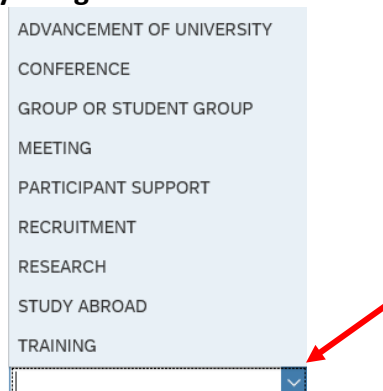 ADVANCEMENT OF UNIVERSITY
CONFERENCE
GROUP OR STUDENT GROUP
MEETING
PARTICIPANT SUPPORT
RECRUITMENT
RESEARCH
STUDY ABROAD
TRAINING